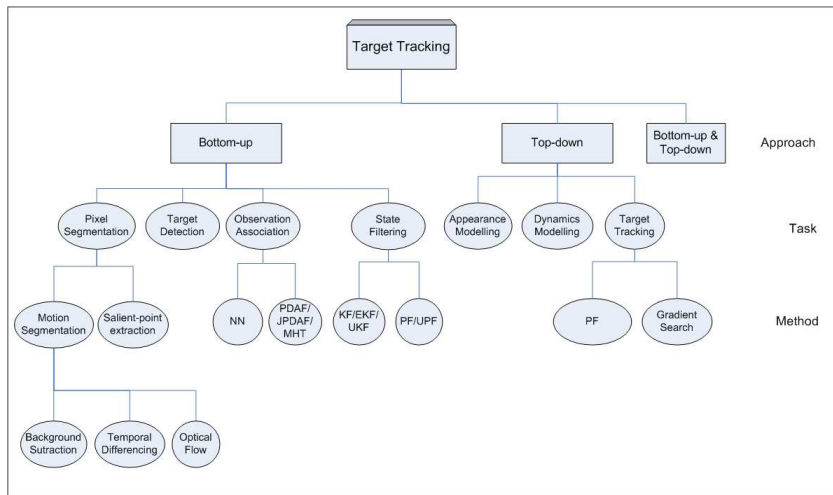 Target Tracking
Bottom-up
Top-down
Bottom-up &
Top-down
Approach
Pixel
Segmentation
Target
Detection
Observation
Association
State
Filtering
Appearance
Modelling
Dynamics
Modelling
Target
Tracking
Task
Motion
Segmentation
Salient-point
extraction
NN
PDAF/
JPDAF/
MHT
KF/EKF/
UKF
PF/UPF
PF
Gradient
Search
Method
Background
Sutraction
Temporal
Differencing
Optical
Flow